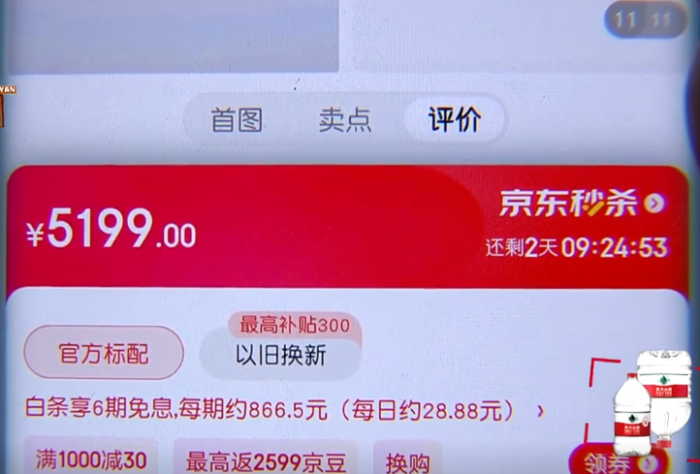 11 11
首图 卖点 评价
¥5199.00
京东秒杀
还剩2天09:24:53
最高补贴300
官方标配 以旧换新
白条享6期免息,每期约866.5元（每日约28.88元）
满1000减30 最高返2599京豆 换购
领券